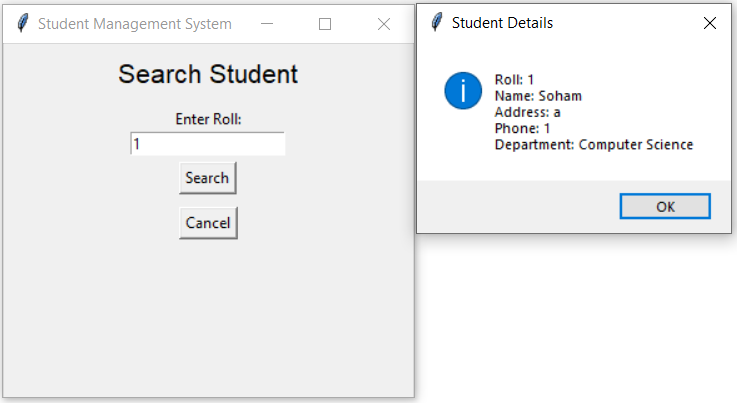 Student Management System
Search Student
Enter Roll:
1
Search
Cancel
Student Details
Roll: 1
Name: Soham
Address: a
Phone: 1
Department: Computer Science
OK